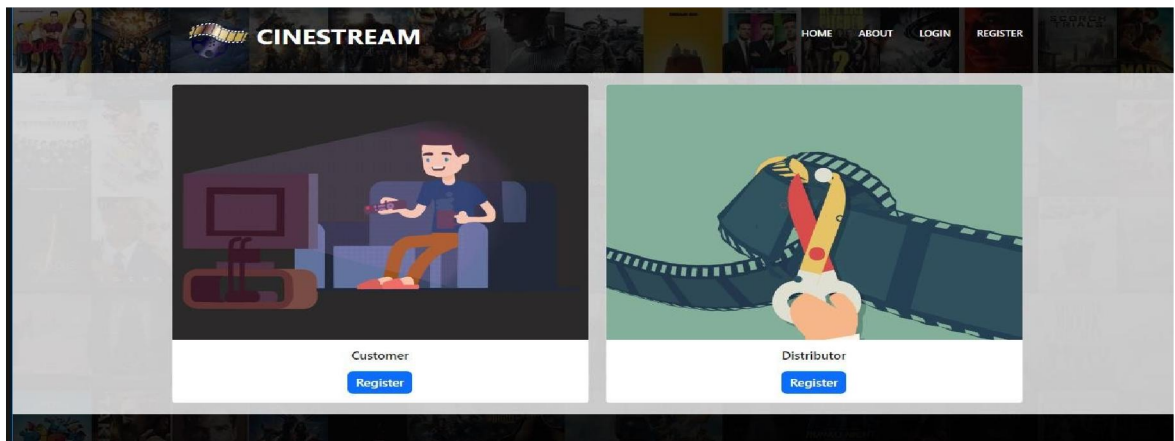 CINESTREAM
HOME ABOUT LOGIN REGISTER
Customer
Register
Distributor
Register